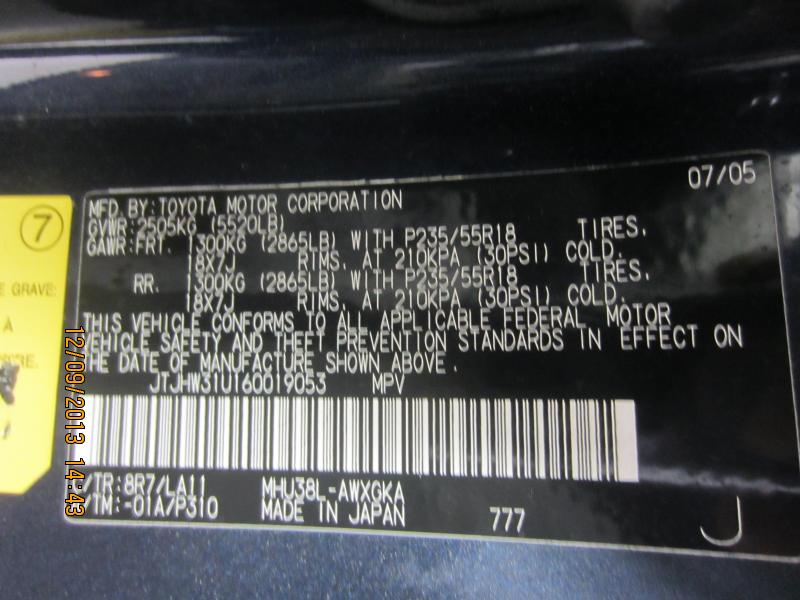 07/05
MFD. BY: TOYOTA MOTOR CORPORATION
GVWR: 2505KG (5520LB)
GAWR: FRT. 1300KG (2865LB) WITH P235/55R18 TIRES,
18X7J RIMS, AT 210KPA (30PSI) COLD.
RR. 1300KG (2865LB) WITH P235/55R18 TIRES,
18X7J RIMS, AT 210KPA (30PSI) COLD.
THIS VEHICLE CONFORMS TO ALL APPLICABLE FEDERAL MOTOR
VEHICLE SAFETY AND THEFT PREVENTION STANDARDS IN EFFECT ON
THE DATE OF MANUFACTURE SHOWN ABOVE.
JTJHW31U160019053 MPV
/TR: 8R7/LA11 MHU38L-AWXGKA
/TM: -01A/P310 MADE IN JAPAN 777
J
7
E GRAVE:
À
12/09/2013 14:43